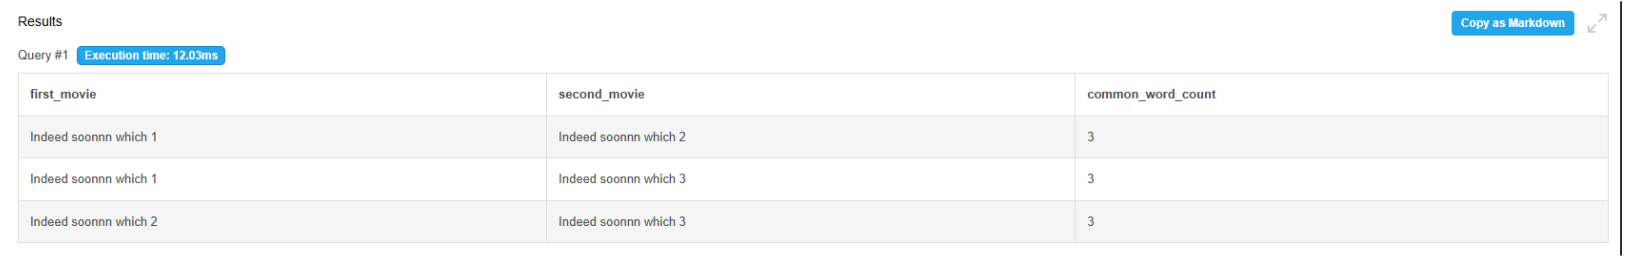 Results
Copy as Markdown
Query #1 Execution time: 12.03ms
first_movie second_movie common_word_count
Indeed soonnn which 1 Indeed soonnn which 2 3
Indeed soonnn which 1 Indeed soonnn which 3 3
Indeed soonnn which 2 Indeed soonnn which 3 3